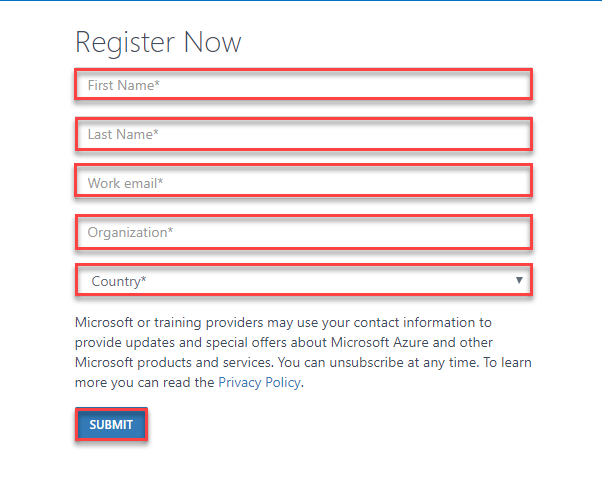 Register Now
First Name*
Last Name*
Work email*
Organization*
Country*
Microsoft or training providers may use your contact information to
provide updates and special offers about Microsoft Azure and other
Microsoft products and services. You can unsubscribe at any time. To learn
more you can read the Privacy Policy.
SUBMIT